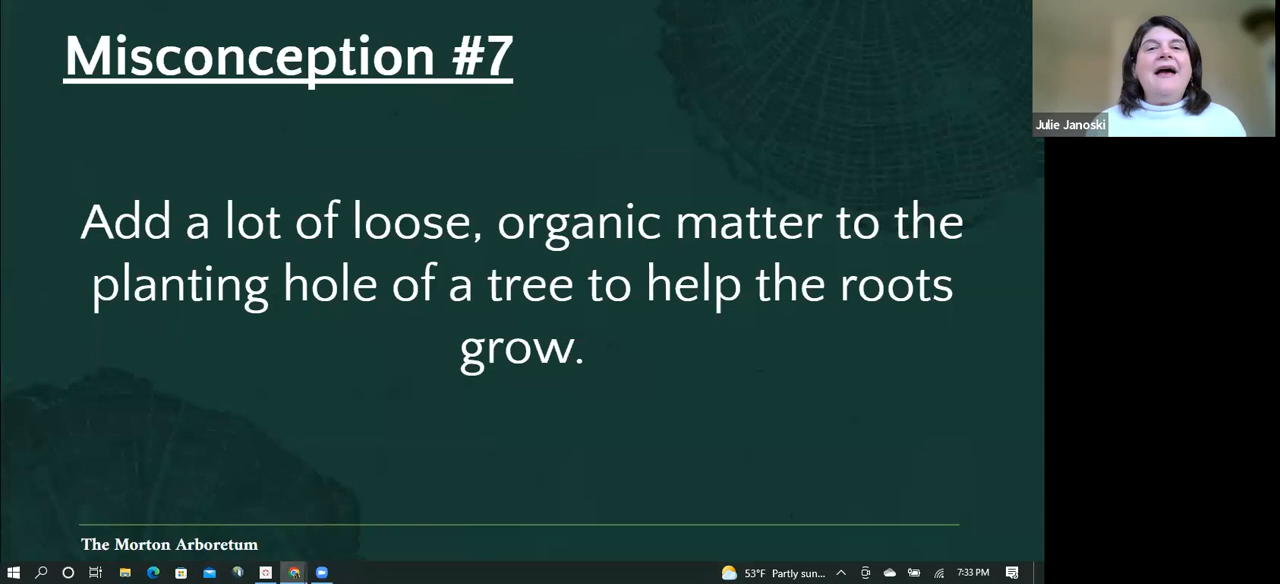 Misconception #7
Julie Janoski
Add a lot of loose, organic matter to the
planting hole of a tree to help the roots
grow.
The Morton Arboretum
53°F Partly sun... 7:33 PM